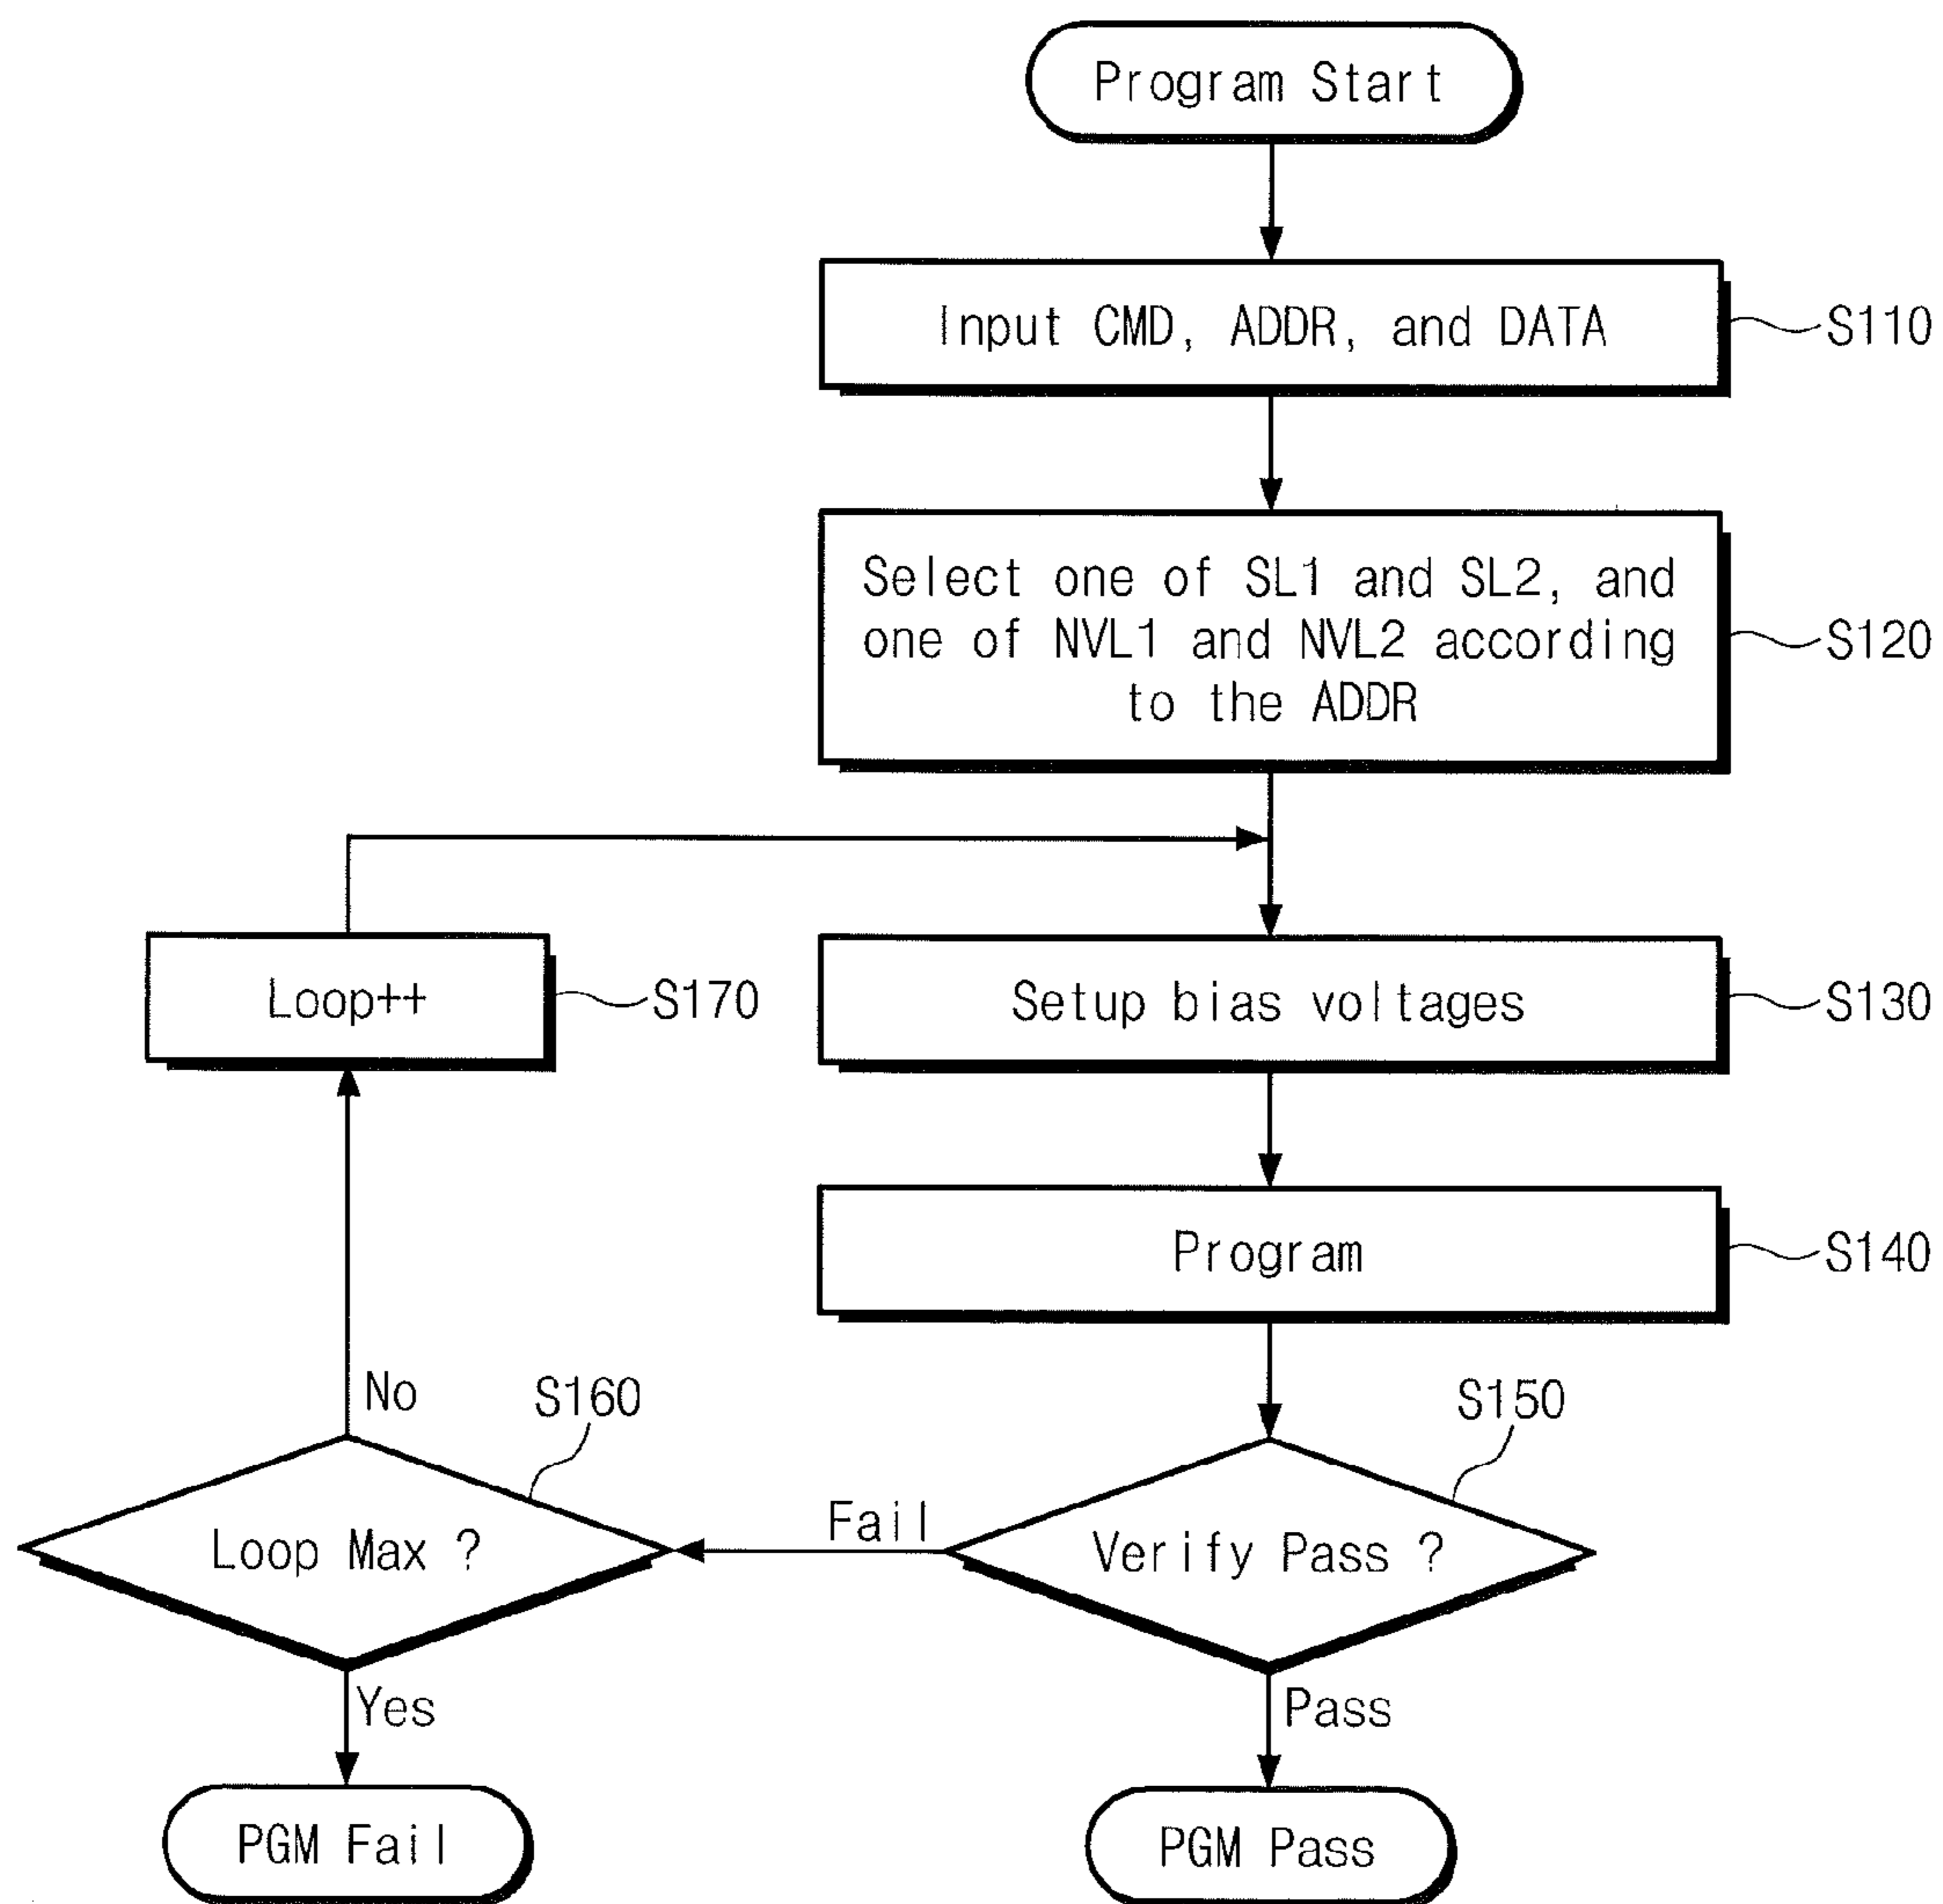 Program Start
Input CMD, ADDR, and DATA
S110
Select one of SL1 and SL2, and
one of NVL1 and NVL2 according
to the ADDR
S120
Loop++
S170
Setup bias voltages
S130
Program
S140
No
S160
S150
Loop Max ?
Fail
Verify Pass ?
Yes
Pass
PGM Fail
PGM Pass